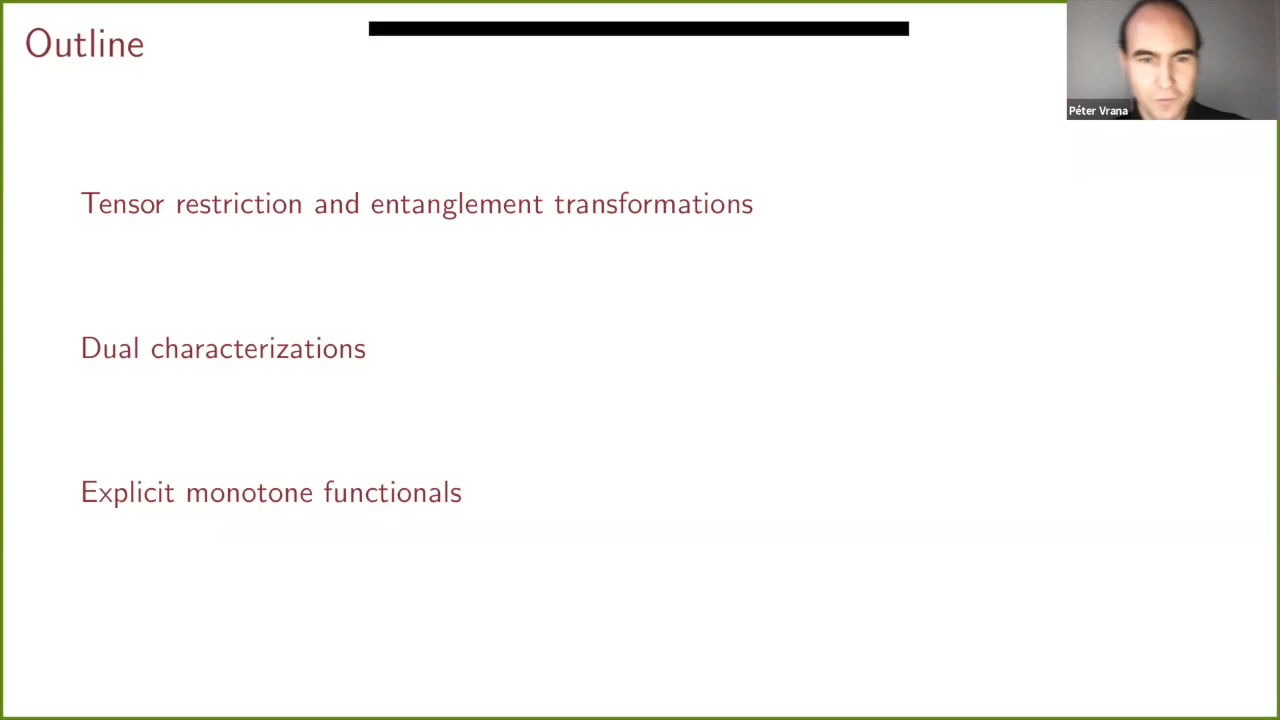 Outline
Péter Vrana
Tensor restriction and entanglement transformations
Dual characterizations
Explicit monotone functionals